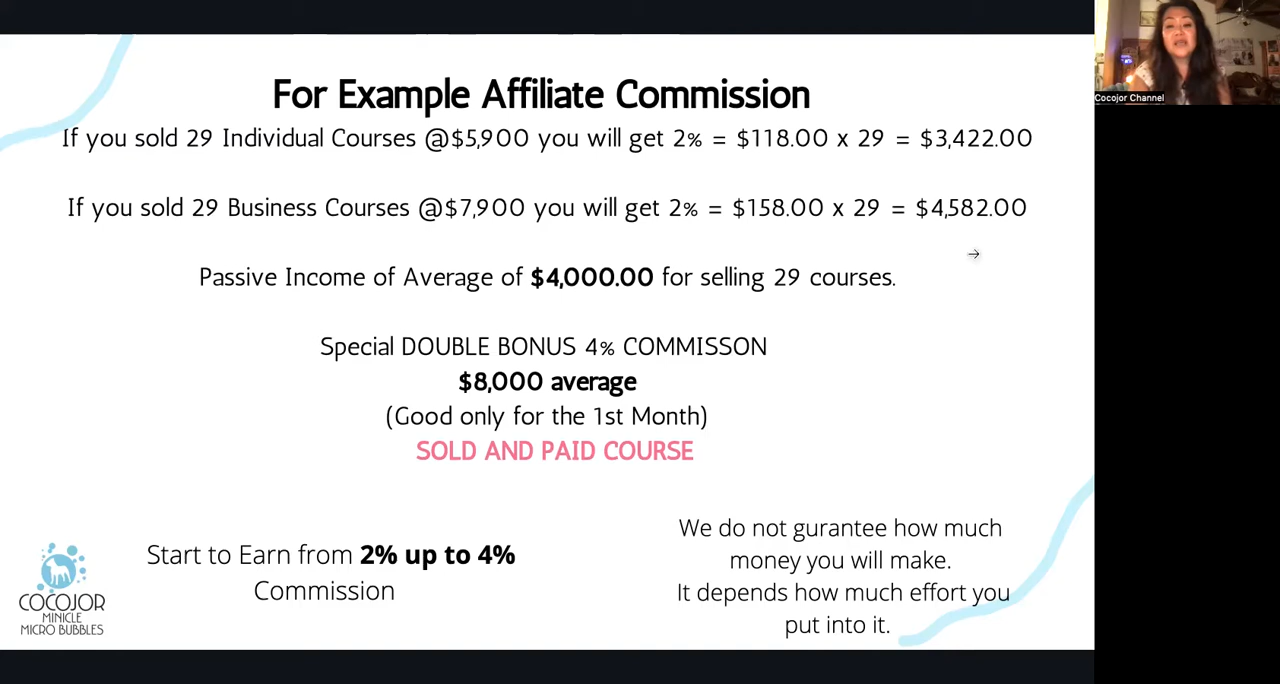 For Example Affiliate Commission
If you sold 29 Individual Courses @$5,900 you will get 2% = $118.00 x 29 = $3,422.00
If you sold 29 Business Courses @$7,900 you will get 2% = $158.00 x 29 = $4,582.00
Passive Income of Average of $4,000.00 for selling 29 courses.
Special DOUBLE BONUS 4% COMMISSON
$8,000 average
(Good only for the 1st Month)
SOLD AND PAID COURSE
Start to Earn from 2% up to 4%
Commission
We do not gurantee how much
money you will make.
It depends how much effort you
put into it.
COCOJOR
MINICLE
MICRO BUBBLES
Cocojor Channel